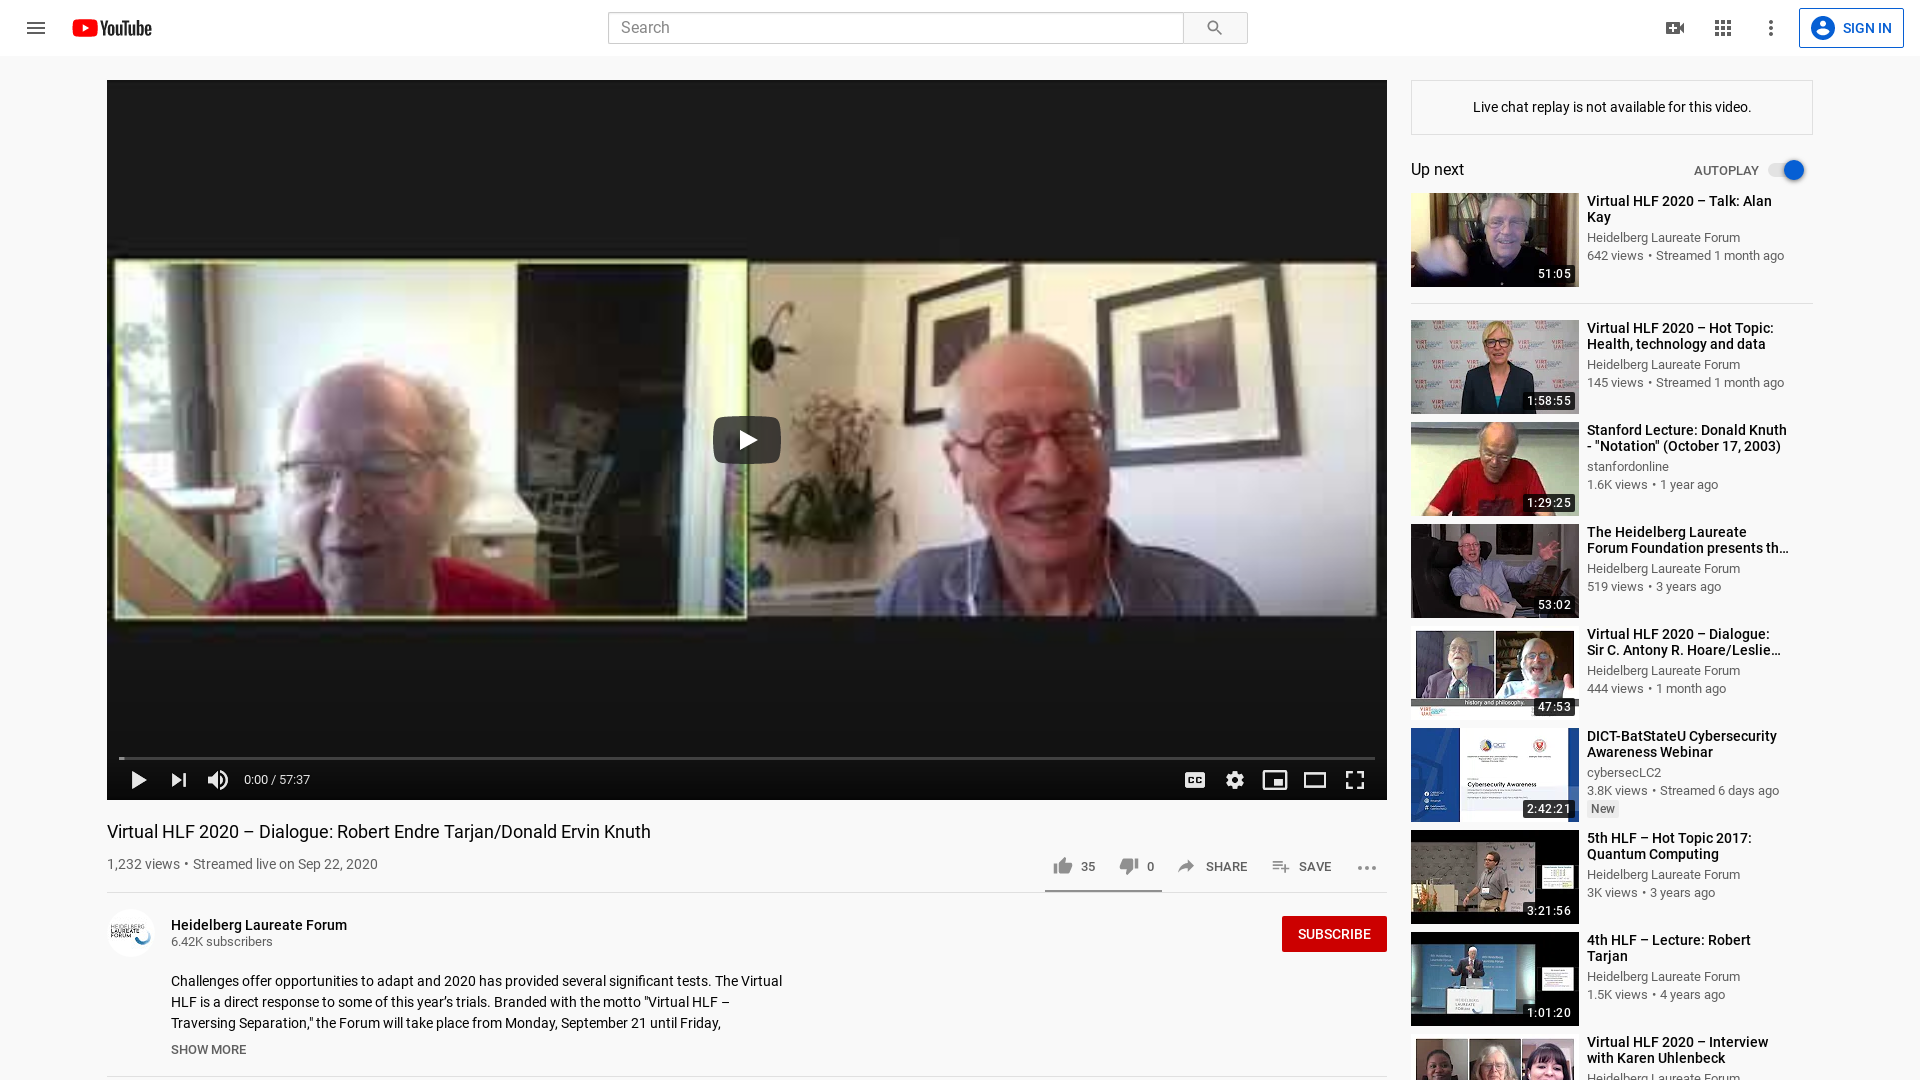 YouTube
Search
SIGN IN
0:00 / 57:37
CC
Virtual HLF 2020 – Dialogue: Robert Endre Tarjan/Donald Ervin Knuth
1,232 views • Streamed live on Sep 22, 2020
35
0
SHARE
SAVE
HEIDELBERG
LAUREATE
FORUM
Heidelberg Laureate Forum
6.42K subscribers
SUBSCRIBE
Challenges offer opportunities to adapt and 2020 has provided several significant tests. The Virtual
HLF is a direct response to some of this year’s trials. Branded with the motto "Virtual HLF –
Traversing Separation," the Forum will take place from Monday, September 21 until Friday,
SHOW MORE
Live chat replay is not available for this video.
Up next
AUTOPLAY
51:05
Virtual HLF 2020 – Talk: Alan
Kay
Heidelberg Laureate Forum
642 views • Streamed 1 month ago
1:58:55
Virtual HLF 2020 – Hot Topic:
Health, technology and data
Heidelberg Laureate Forum
145 views • Streamed 1 month ago
1:29:25
Stanford Lecture: Donald Knuth
- "Notation" (October 17, 2003)
stanfordonline
1.6K views • 1 year ago
53:02
The Heidelberg Laureate
Forum Foundation presents th…
Heidelberg Laureate Forum
519 views • 3 years ago
history and philosophy.
47:53
Virtual HLF 2020 – Dialogue:
Sir C. Antony R. Hoare/Leslie…
Heidelberg Laureate Forum
444 views • 1 month ago
DICT
Cybersecurity Awareness
2:42:21
DICT-BatStateU Cybersecurity
Awareness Webinar
cybersecLC2
3.8K views • Streamed 6 days ago
New
3:21:56
5th HLF – Hot Topic 2017:
Quantum Computing
Heidelberg Laureate Forum
3K views • 3 years ago
HEIDELBERG
LAUREATE
FORUM
1:01:20
4th HLF – Lecture: Robert
Tarjan
Heidelberg Laureate Forum
1.5K views • 4 years ago
Virtual HLF 2020 – Interview
with Karen Uhlenbeck
Heidelberg Laureate Forum